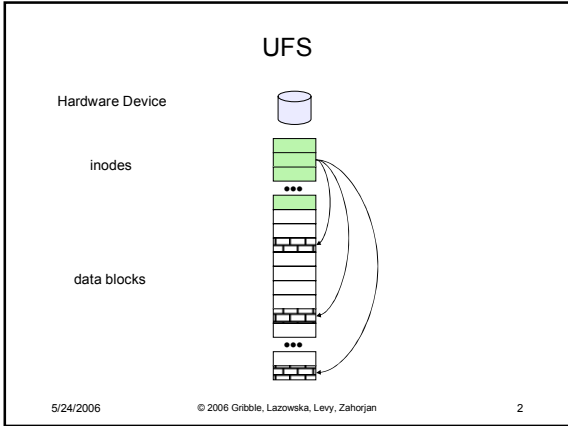 UFS
Hardware Device
inodes
•••
data blocks
•••
5/24/2006
© 2006 Gribble, Lazowska, Levy, Zahorjan
2